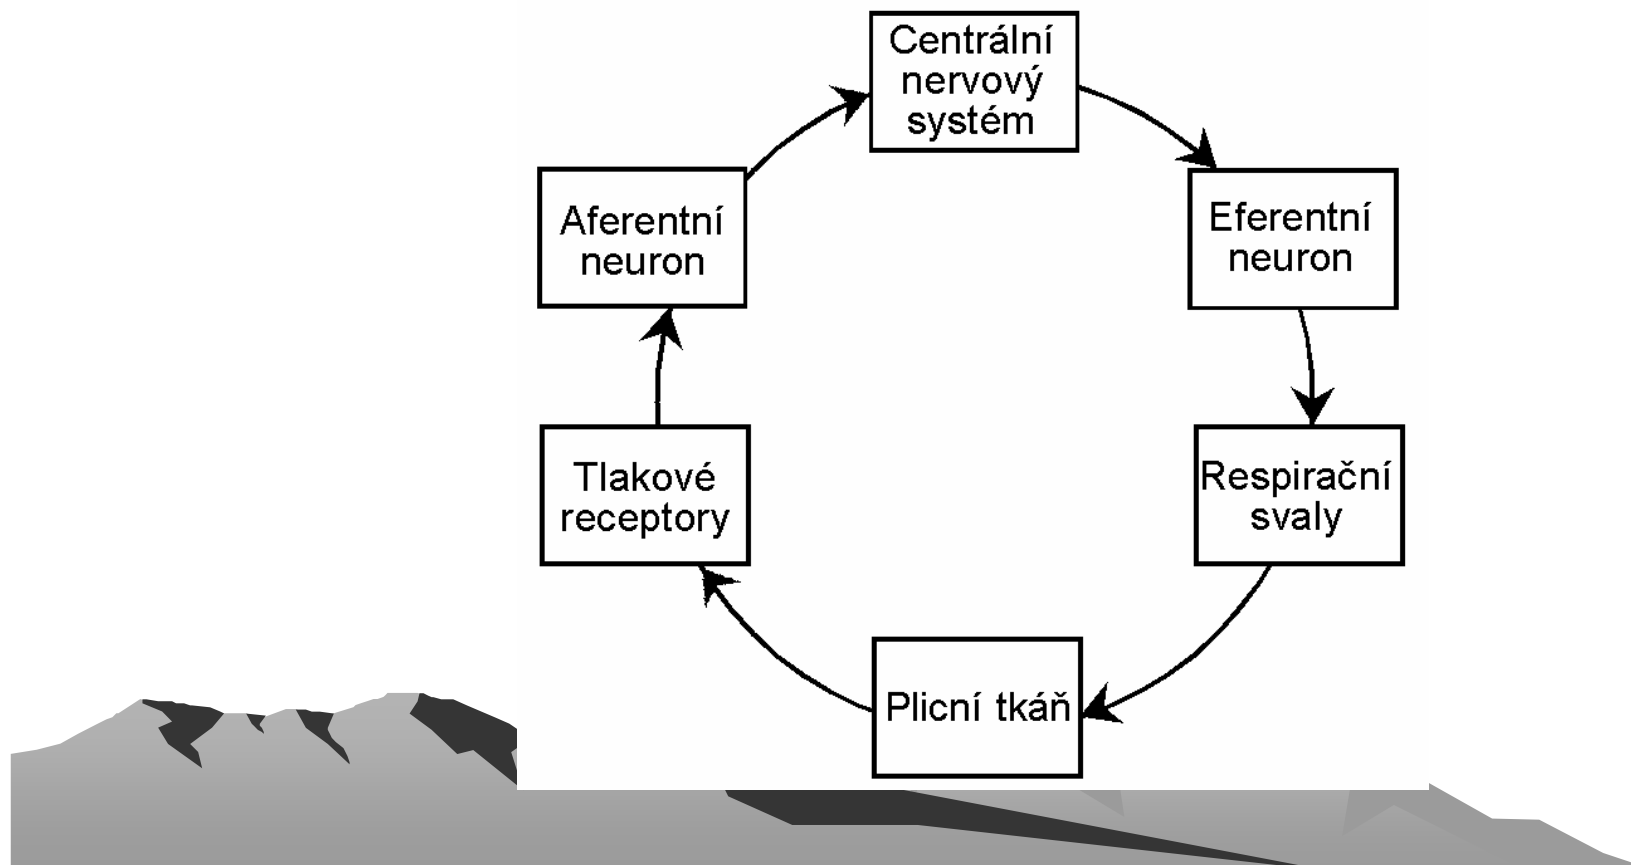 Centrální
nervový
systém
Aferentní
neuron
Eferentní
neuron
Tlakové
receptory
Respirační
svaly
Plicní tkáň